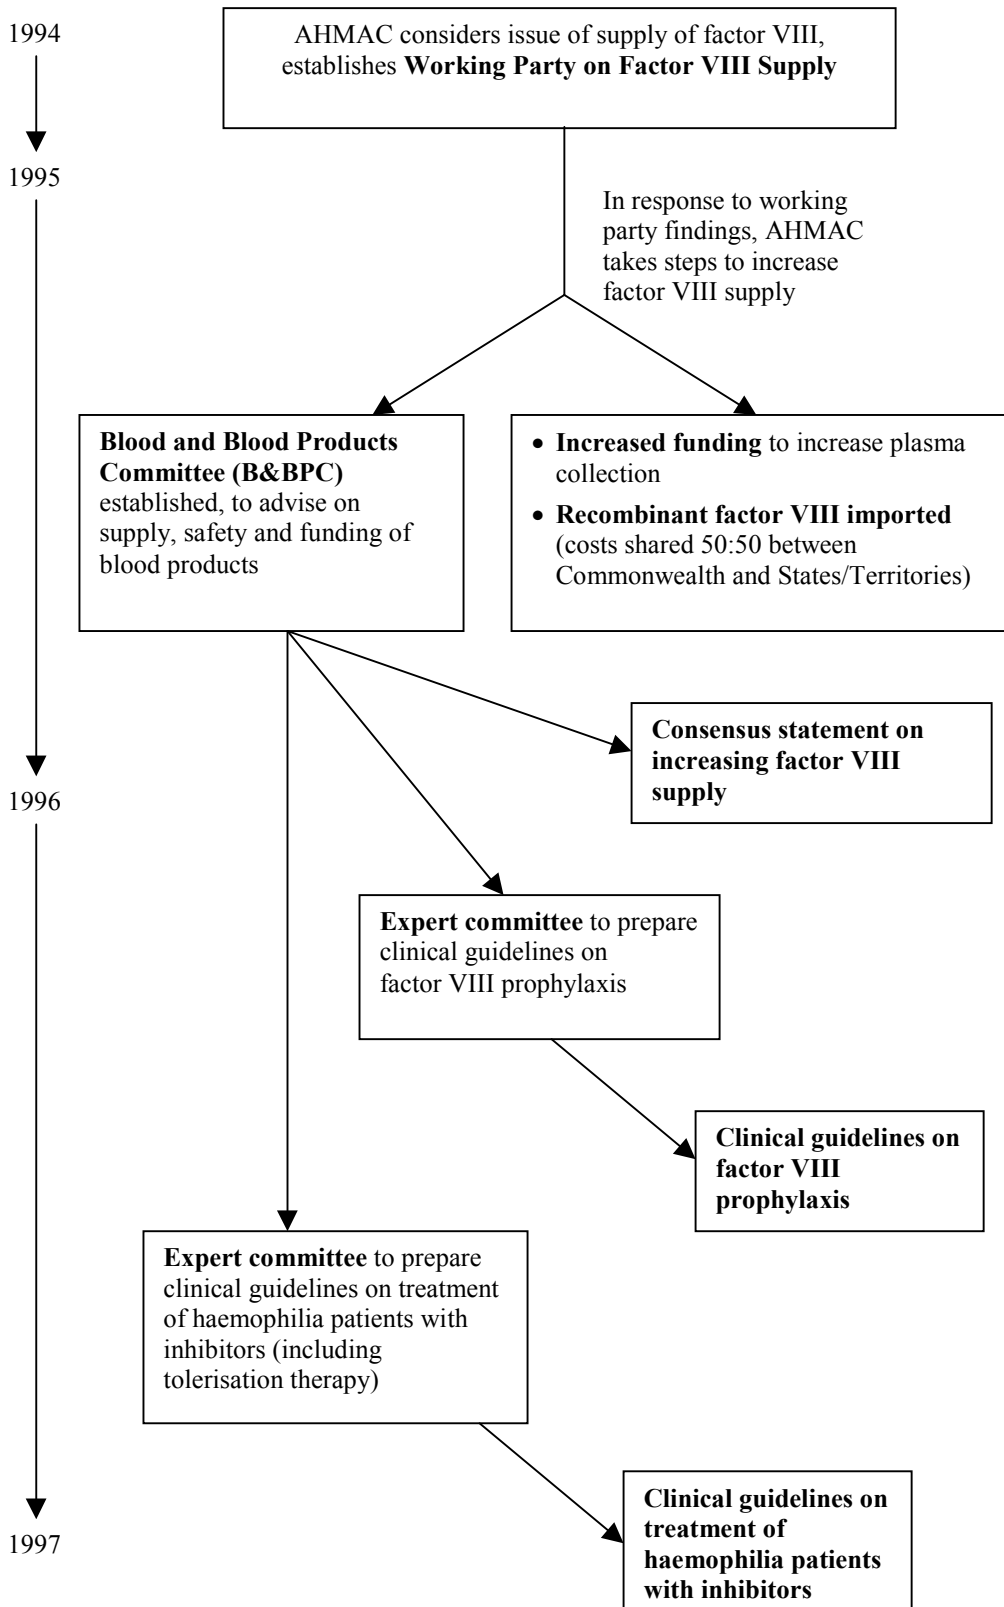 1994
AHMAC considers issue of supply of factor VIII,
establishes Working Party on Factor VIII Supply
1995
In response to working
party findings, AHMAC
takes steps to increase
factor VIII supply
Blood and Blood Products
Committee (B&BPC)
established, to advise on
supply, safety and funding of
blood products
• Increased funding to increase plasma
collection
• Recombinant factor VIII imported
(costs shared 50:50 between
Commonwealth and States/Territories)
Consensus statement on
increasing factor VIII
supply
1996
Expert committee to prepare
clinical guidelines on
factor VIII prophylaxis
Clinical guidelines on
factor VIII
prophylaxis
Expert committee to prepare
clinical guidelines on treatment
of haemophilia patients with
inhibitors (including
tolerisation therapy)
Clinical guidelines on
treatment of
haemophilia patients
with inhibitors
1997